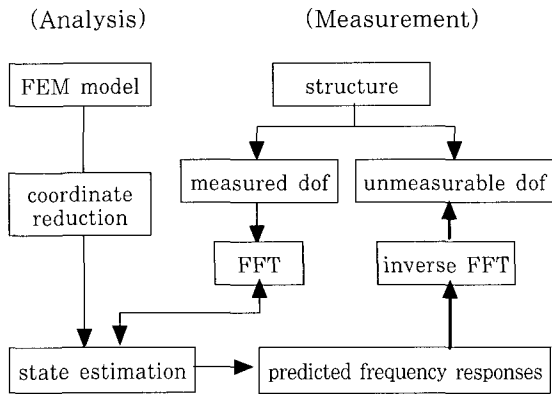 (Analysis)
(Measurement)
FEM model
structure
coordinate
reduction
measured dof
unmeasurable dof
FFT
inverse FFT
state estimation
predicted frequency responses